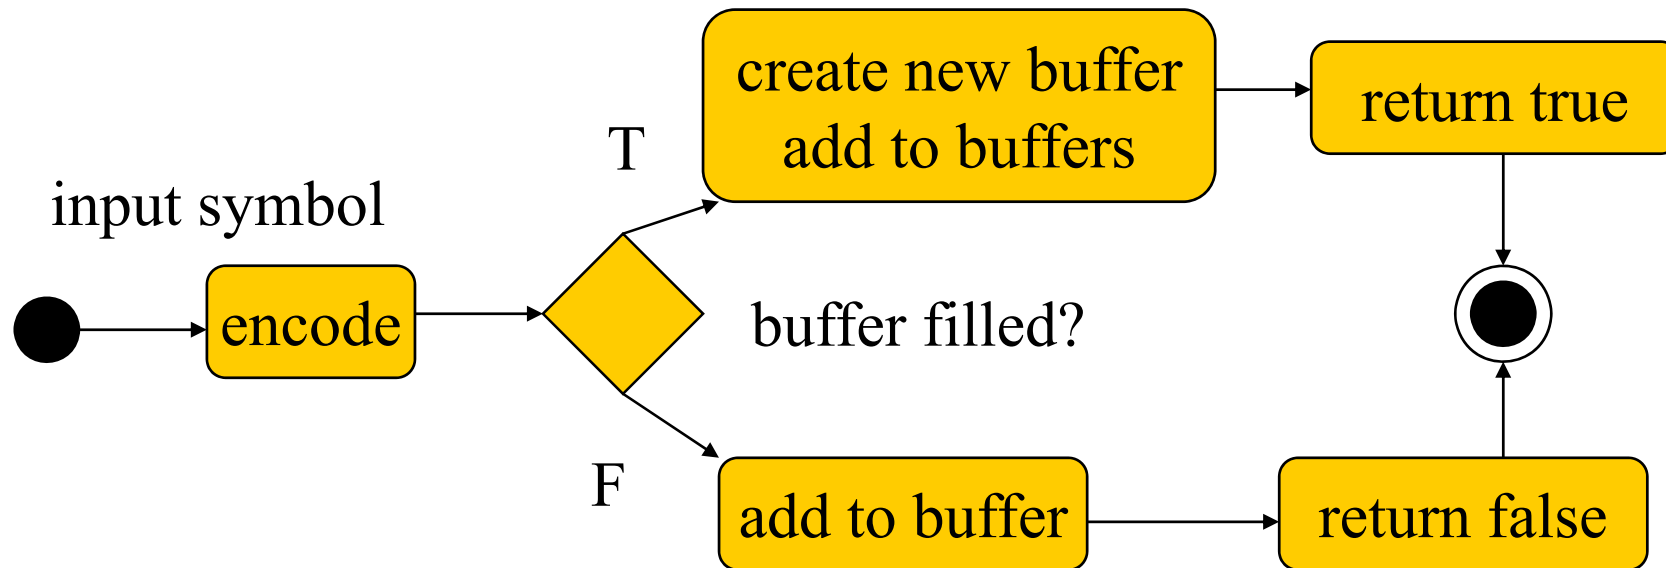 input symbol
encode
T
create new buffer
add to buffers
return true
buffer filled?
F
add to buffer
return false